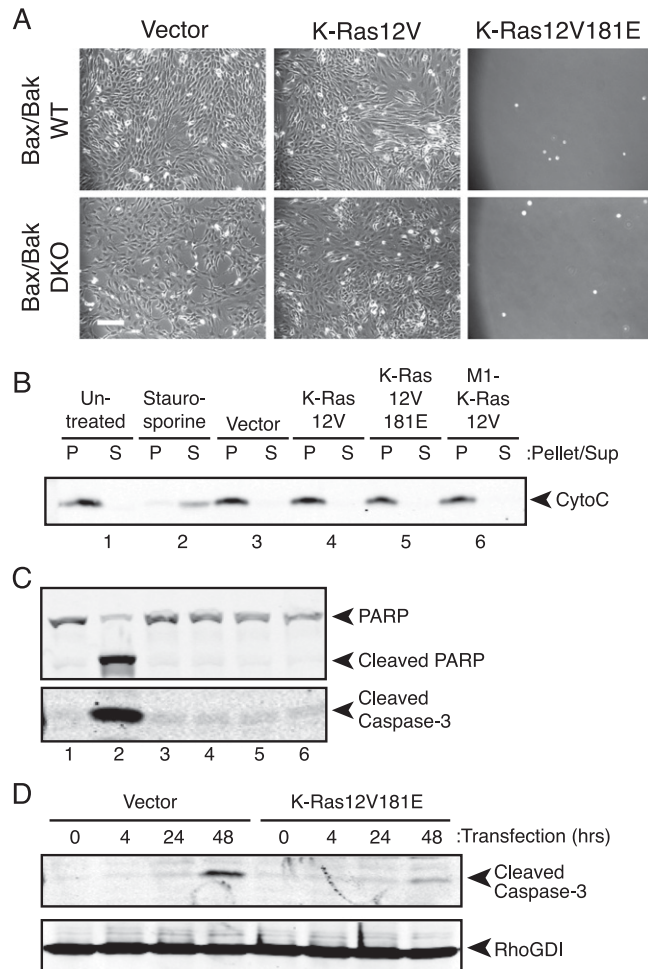 A
Vector
K-Ras12V
K-Ras12V181E
Bax/Bak
WT
Bax/Bak
DKO
B
Un-
treated
Stauro-
sporine
Vector
K-Ras
12V
K-Ras
12V
181E
M1-
K-Ras
12V
P S P S P S P S P S P S :Pellet/Sup
CytoC
1 2 3 4 5 6
C
PARP
Cleaved PARP
Cleaved
Caspase-3
1 2 3 4 5 6
D
Vector K-Ras12V181E
0 4 24 48 0 4 24 48 :Transfection (hrs)
Cleaved
Caspase-3
RhoGDI